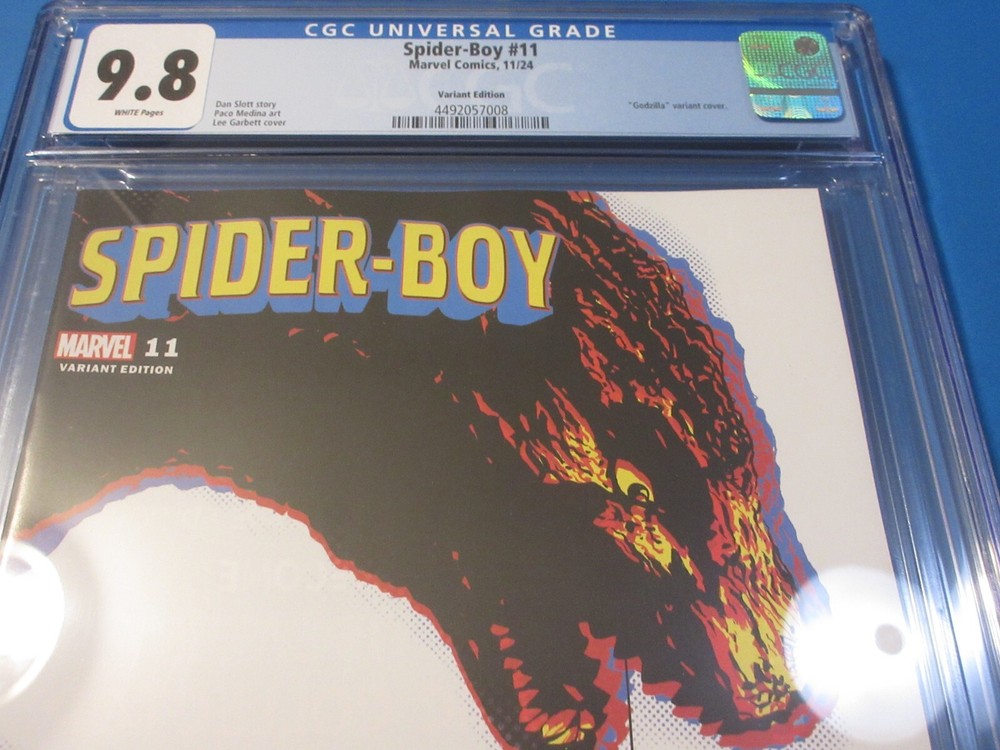 CGC UNIVERSAL GRADE
9.8
WHITE Pages
Spider-Boy #11
Marvel Comics, 11/24
Variant Edition
4492057008
Dan Slott story
Paco Medina art
Lee Garbett cover
"Godzilla" variant cover.
SPIDER-BOY
MARVEL 11
VARIANT EDITION